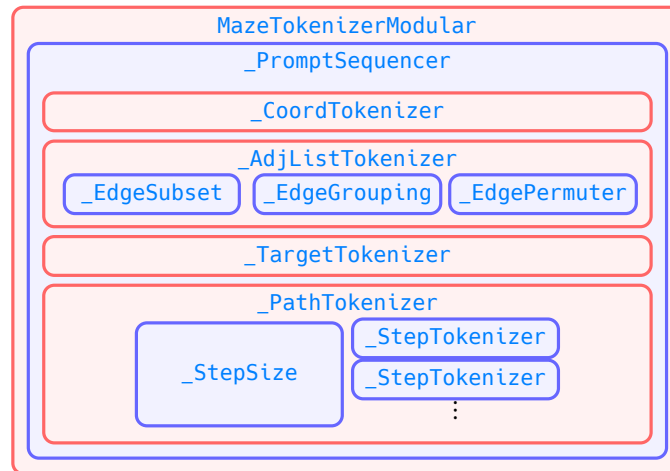 MazeTokenizerModular
_PromptSequencer
_CoordTokenizer
_AdjListTokenizer
_EdgeSubset _EdgeGrouping _EdgePermuter
_TargetTokenizer
_PathTokenizer
_StepTokenizer
_StepSize
_StepTokenizer
⋮